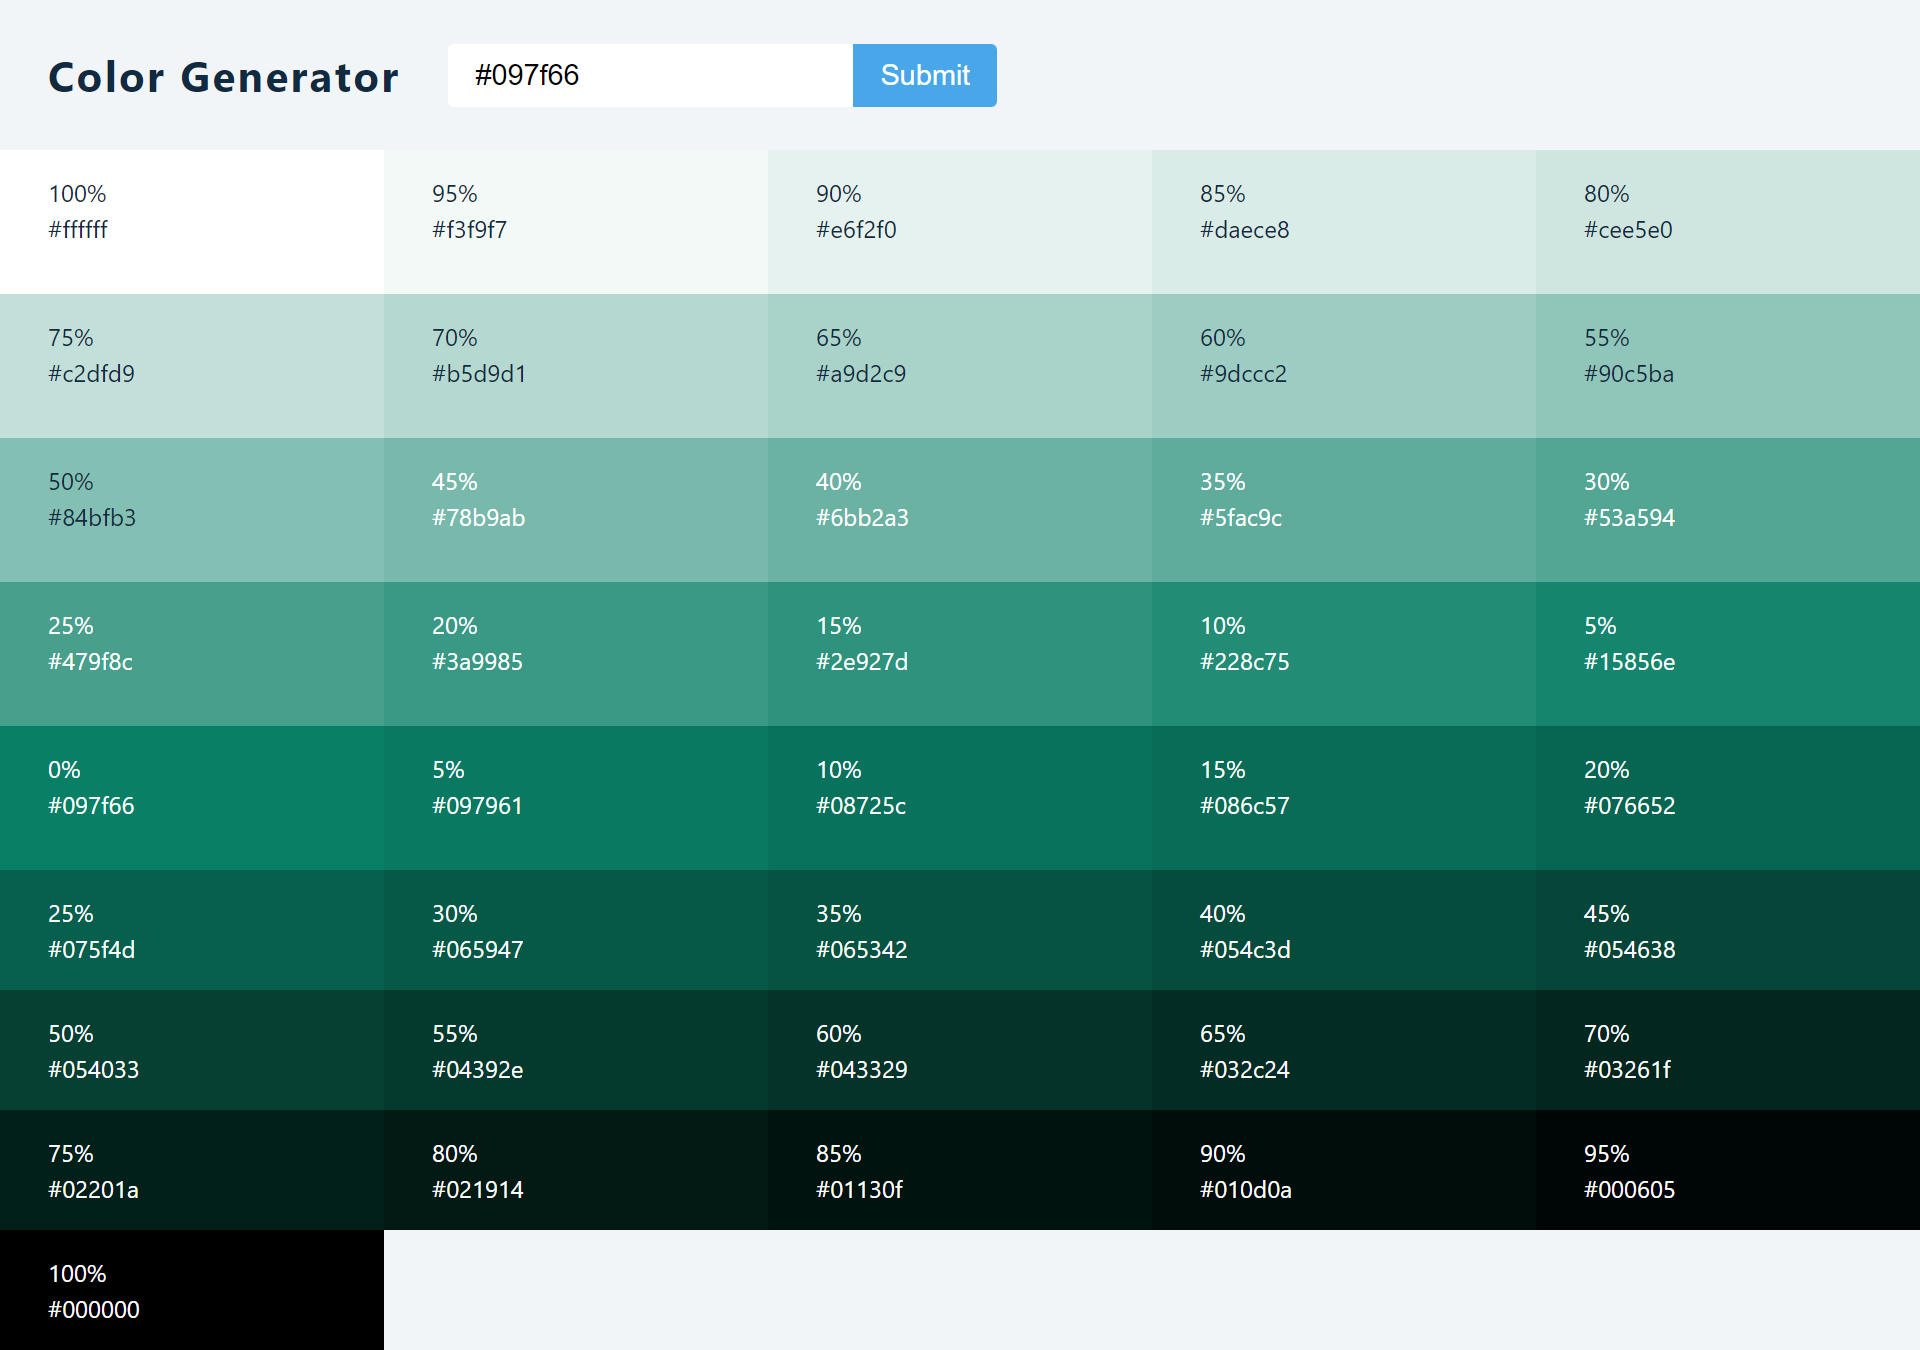 Color Generator
#097f66
Submit
100%
#ffffff
95%
#f3f9f7
90%
#e6f2f0
85%
#daece8
80%
#cee5e0
75%
#c2dfd9
70%
#b5d9d1
65%
#a9d2c9
60%
#9dccc2
55%
#90c5ba
50%
#84bfb3
45%
#78b9ab
40%
#6bb2a3
35%
#5fac9c
30%
#53a594
25%
#479f8c
20%
#3a9985
15%
#2e927d
10%
#228c75
5%
#15856e
0%
#097f66
5%
#097961
10%
#08725c
15%
#086c57
20%
#076652
25%
#075f4d
30%
#065947
35%
#065342
40%
#054c3d
45%
#054638
50%
#054033
55%
#04392e
60%
#043329
65%
#032c24
70%
#03261f
75%
#02201a
80%
#021914
85%
#01130f
90%
#010d0a
95%
#000605
100%
#000000